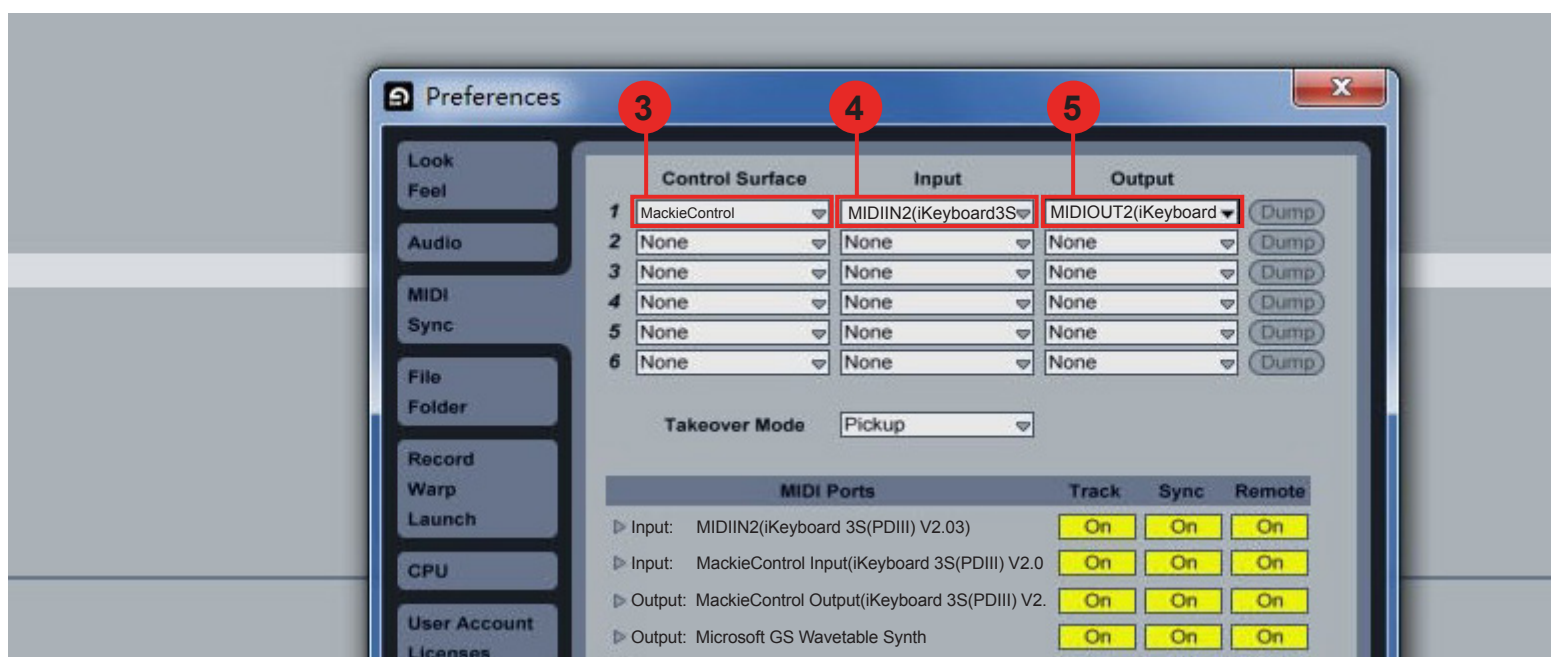 Preferences
X
3 4 5
Look
Feel
Audio
MIDI
Sync
File
Folder
Record
Warp
Launch
CPU
User Account
Licenses
Control Surface Input Output
1 MackieControl MIDIIN2(iKeyboard3S MIDIOUT2(iKeyboard Dump
2 None None None Dump
3 None None None Dump
4 None None None Dump
5 None None None Dump
6 None None None Dump
Takeover Mode Pickup
MIDI Ports Track Sync Remote
Input: MIDIIN2(iKeyboard 3S(PDIII) V2.03) On On On
Input: MackieControl Input(iKeyboard 3S(PDIII) V2.0 On On On
Output: MackieControl Output(iKeyboard 3S(PDIII) V2. On On On
Output: Microsoft GS Wavetable Synth On On On